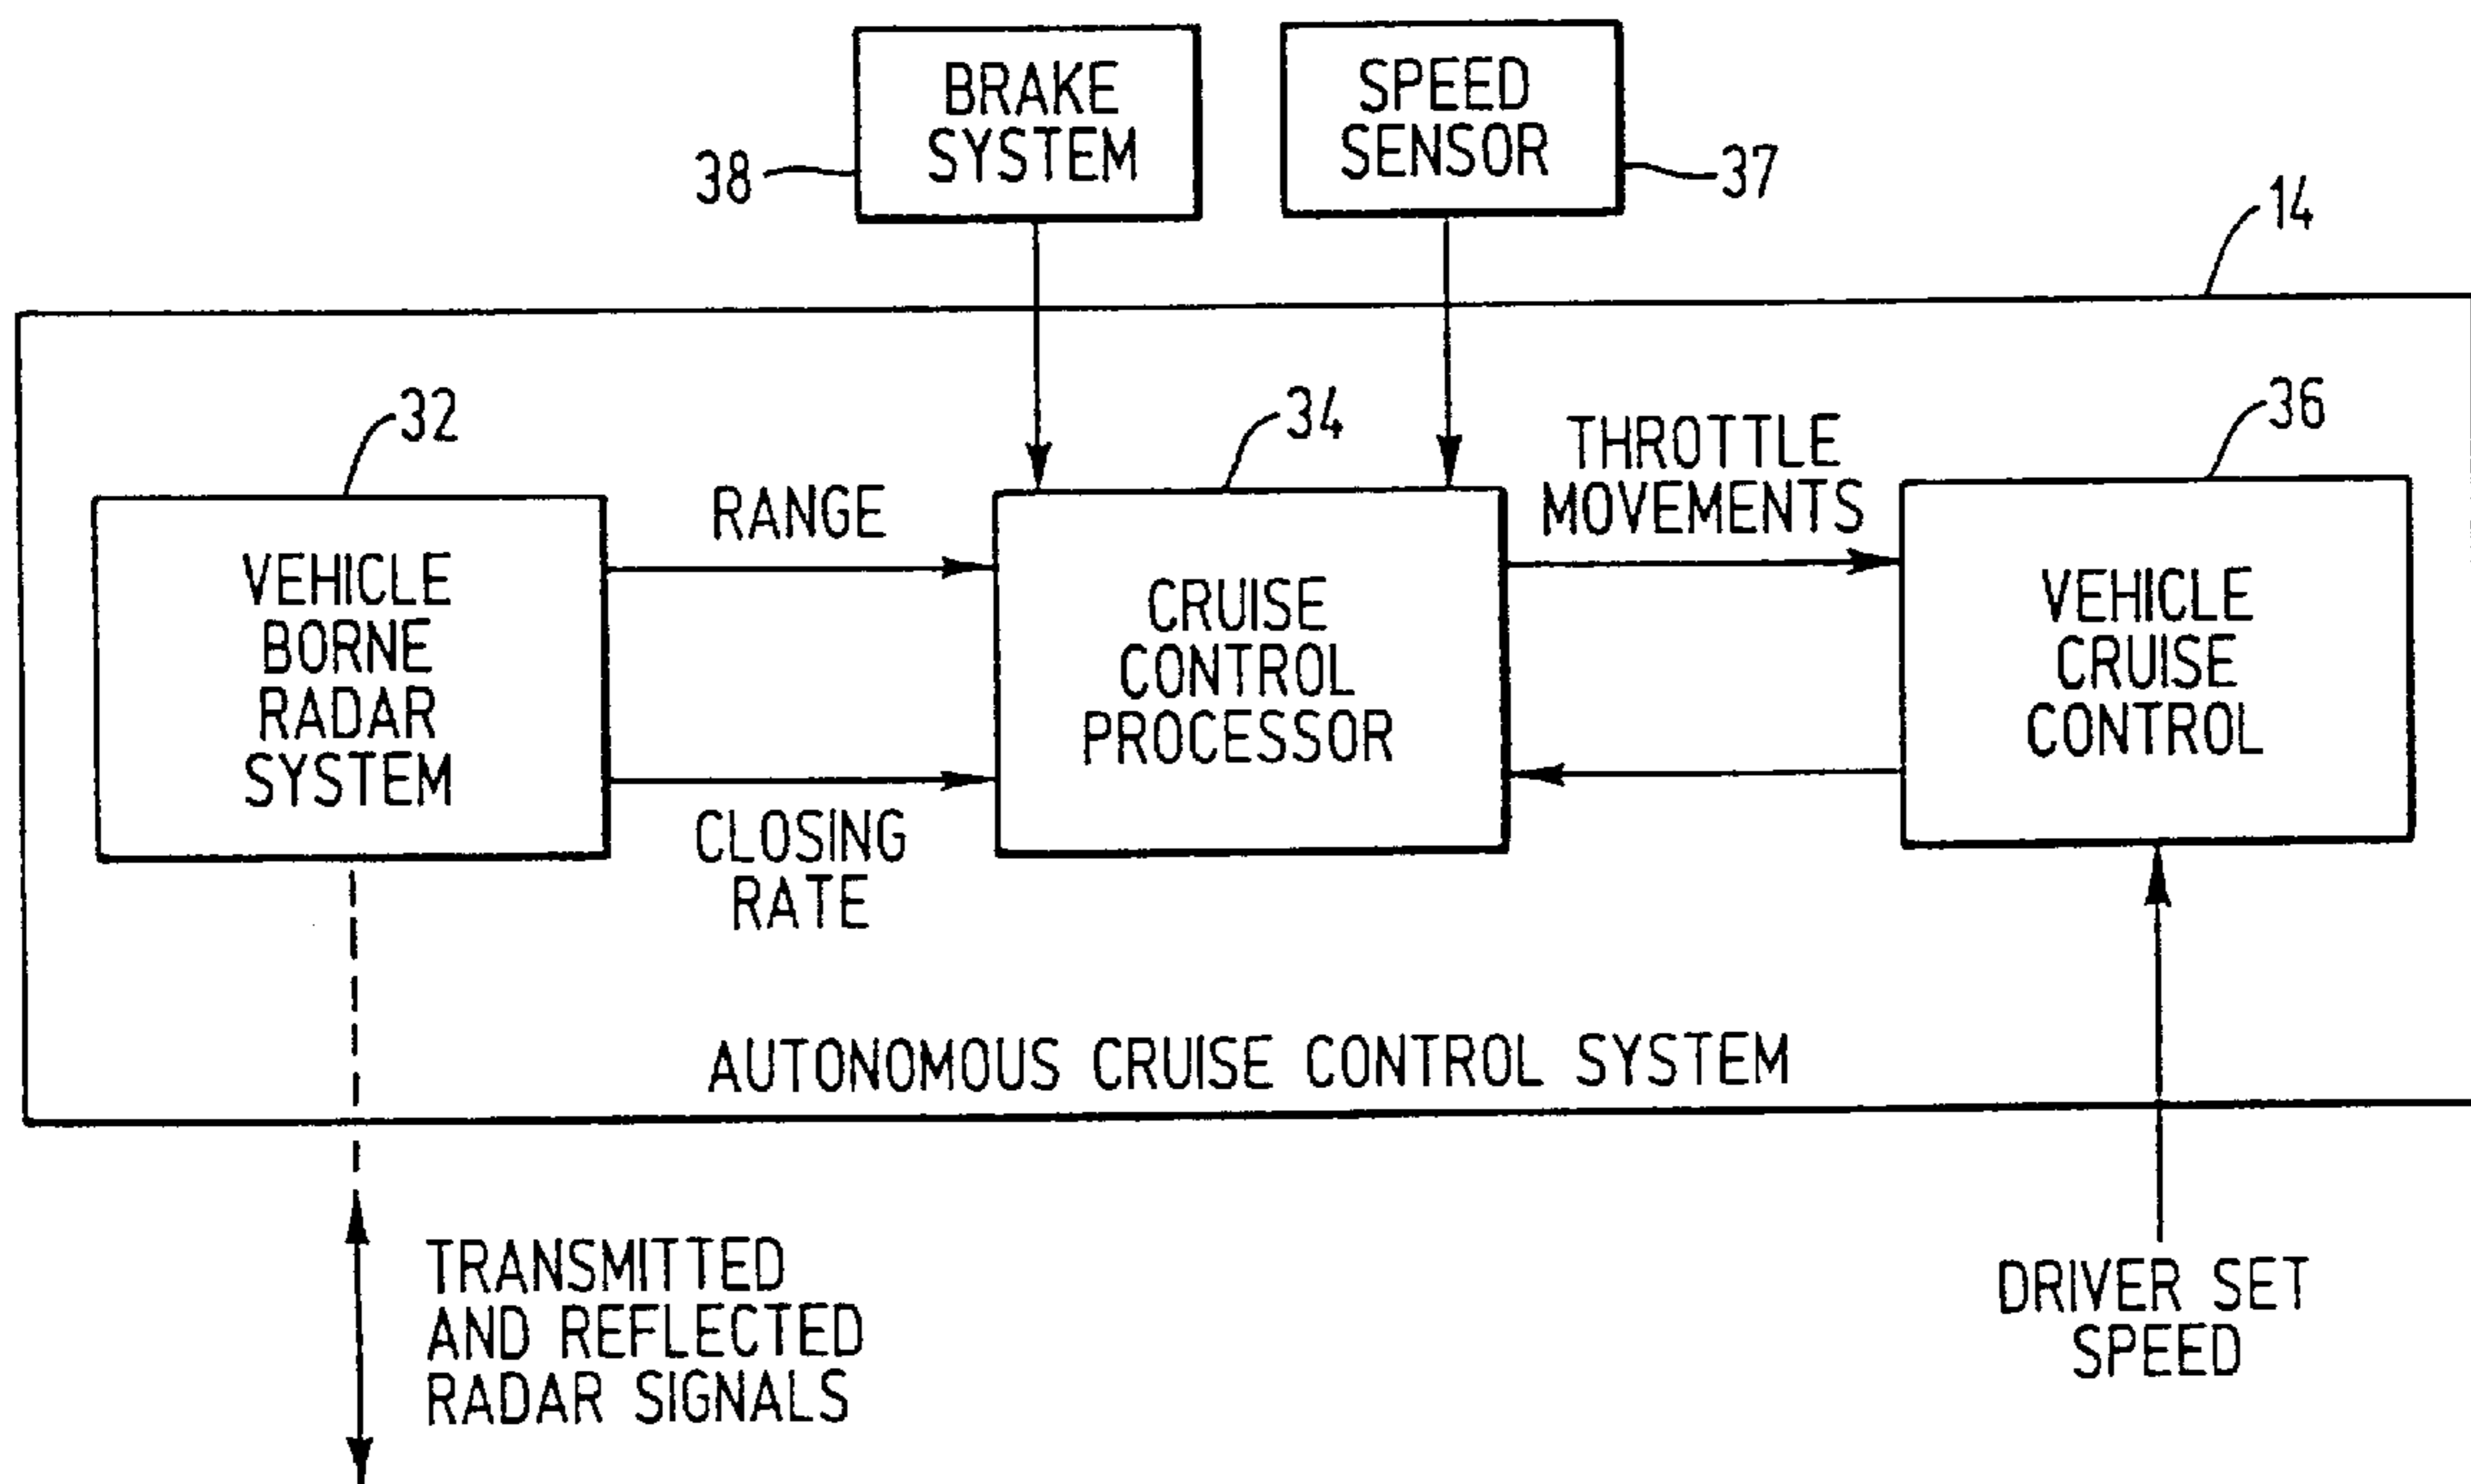 BRAKE
SYSTEM
38
SPEED
SENSOR
37
14
32
VEHICLE
BORNE
RADAR
SYSTEM
RANGE
CLOSING
RATE
34
CRUISE
CONTROL
PROCESSOR
THROTTLE
MOVEMENTS
36
VEHICLE
CRUISE
CONTROL
AUTONOMOUS CRUISE CONTROL SYSTEM
TRANSMITTED
AND REFLECTED
RADAR SIGNALS
DRIVER SET
SPEED